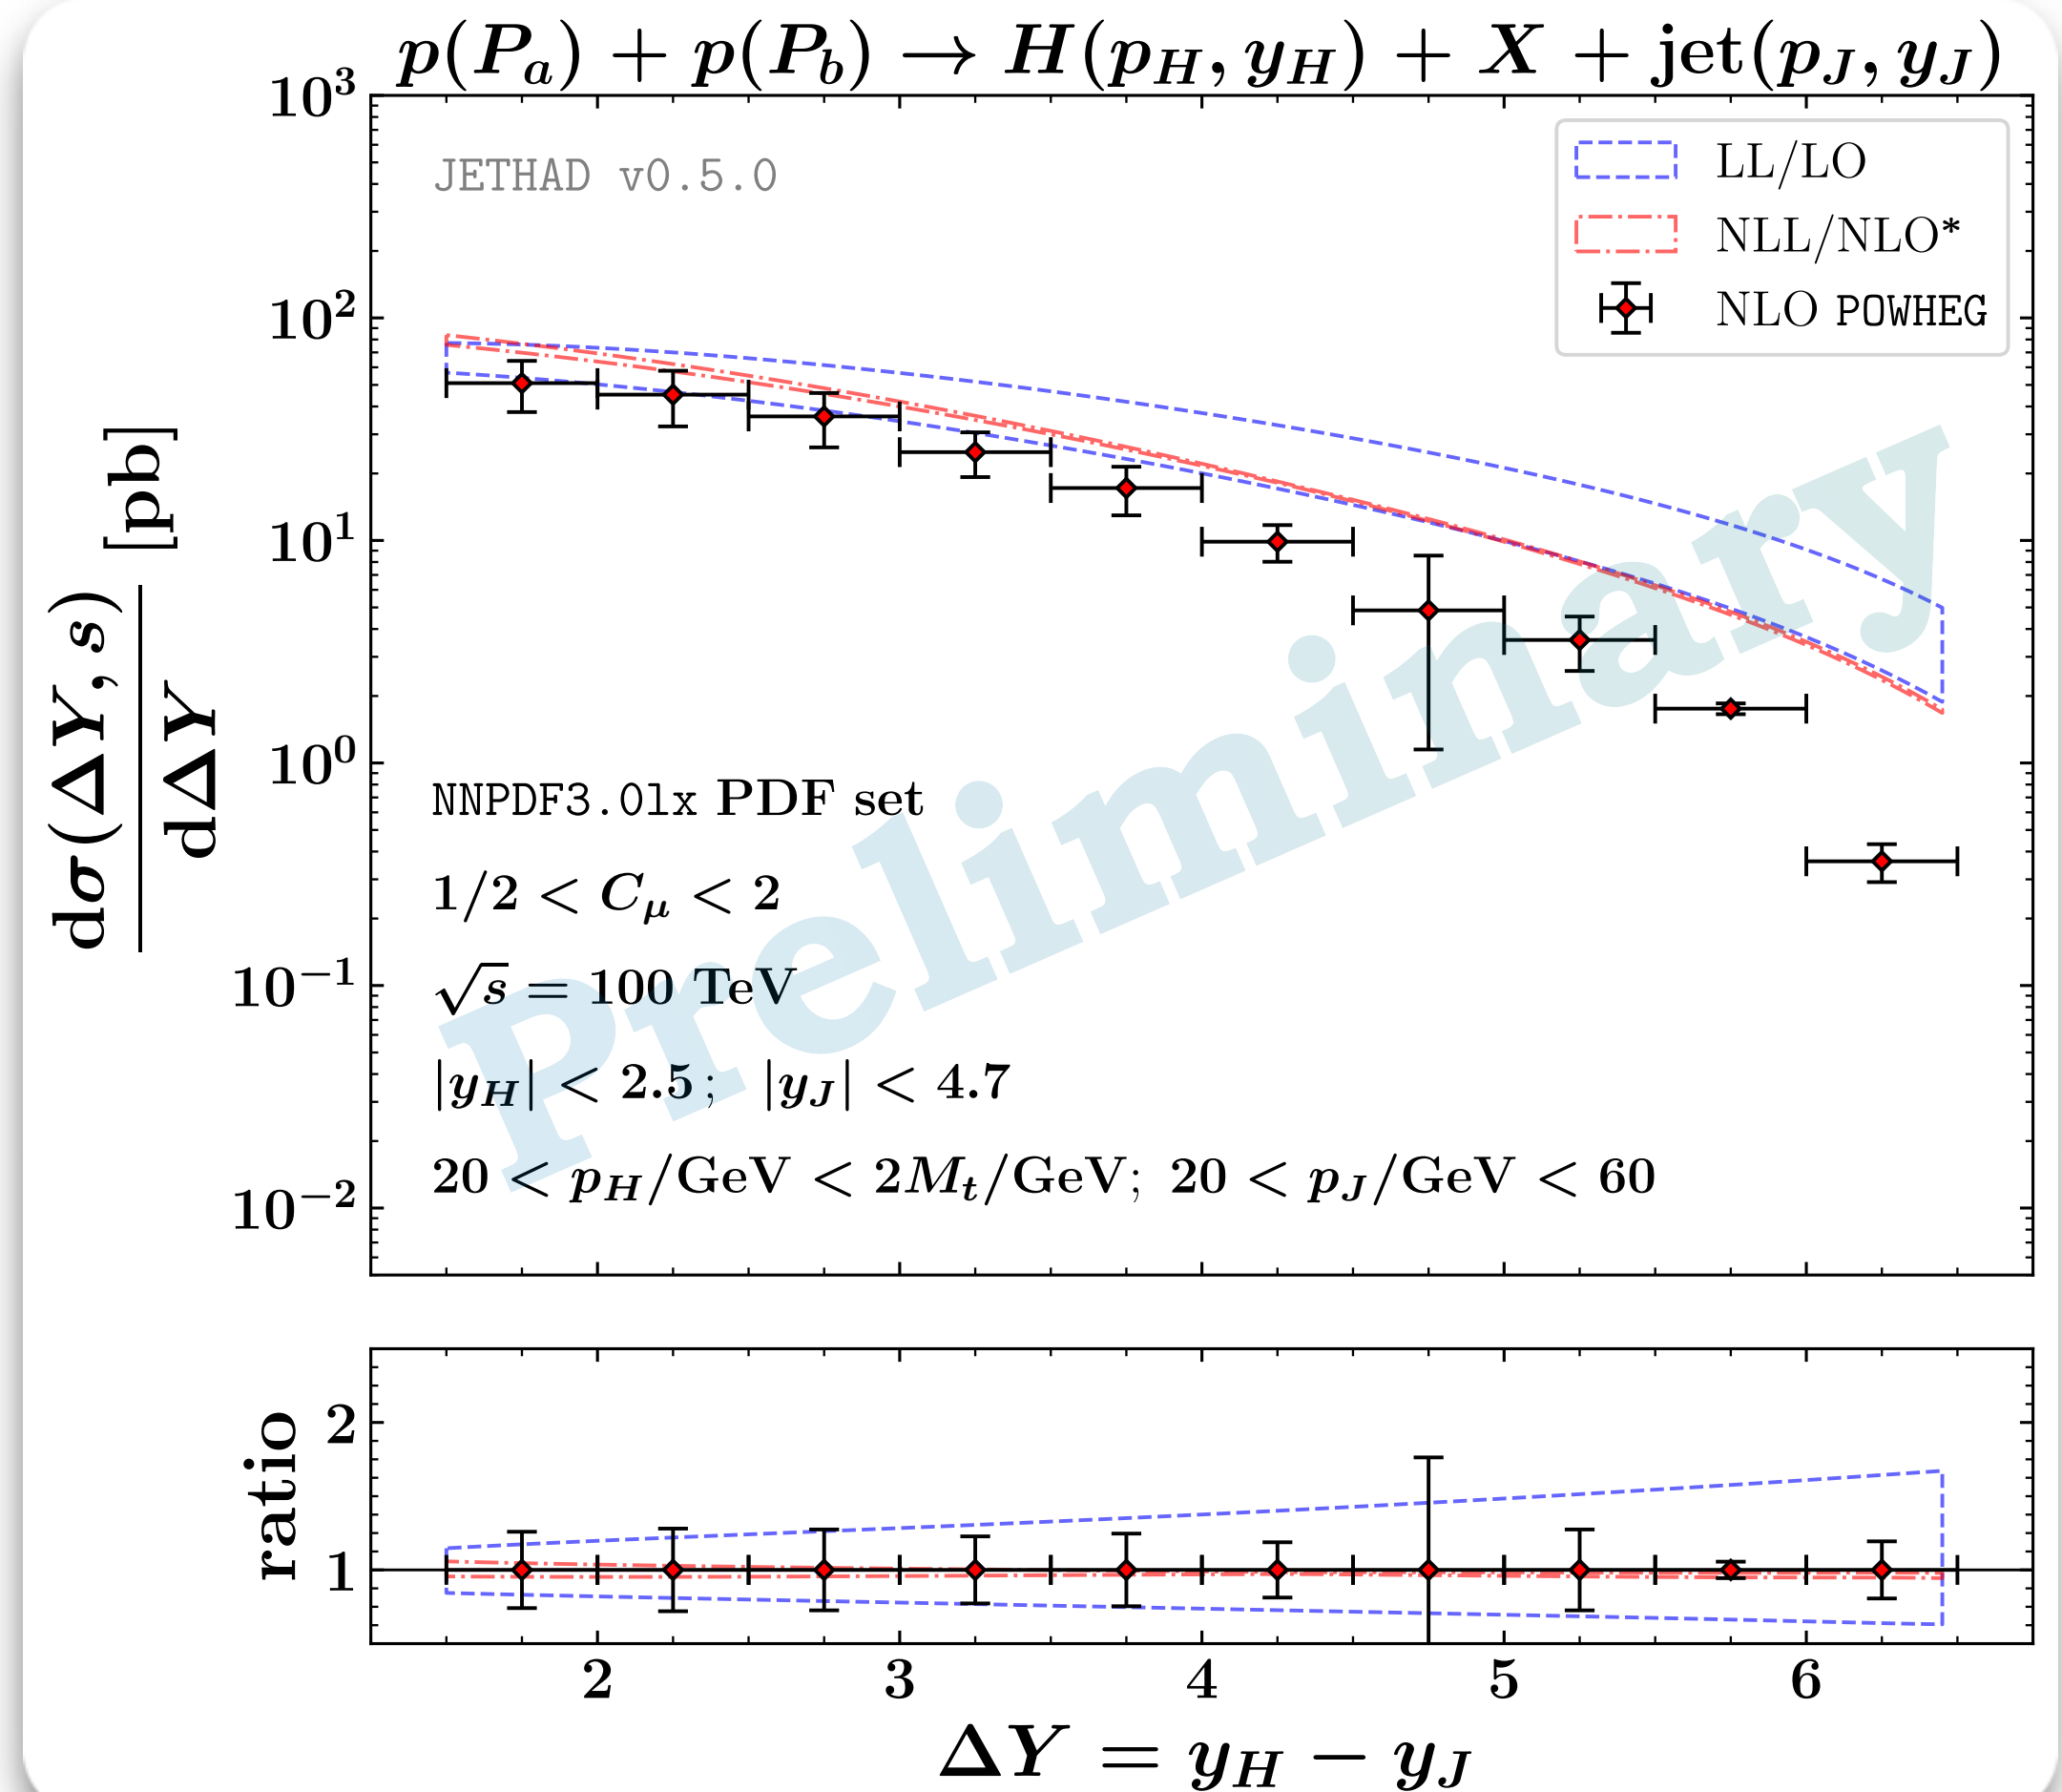 p(P_a) + p(P_b) → H(p_H, y_H) + X + jet(p_J, y_J)
10^3
JETHAD v0.5.0
LL/LO
NLL/NLO*
NLO POWHEG
10^2
10^1
10^0
10^−1
10^−2
dσ(ΔY, s)
dΔY
[pb]
Preliminary
NNPDF3.0lx PDF set
1/2 < C_μ < 2
√s = 100 TeV
|y_H| < 2.5 ; |y_J| < 4.7
20 < p_H/GeV < 2M_t/GeV; 20 < p_J/GeV < 60
ratio
2
1
2 3 4 5 6
ΔY = y_H − y_J